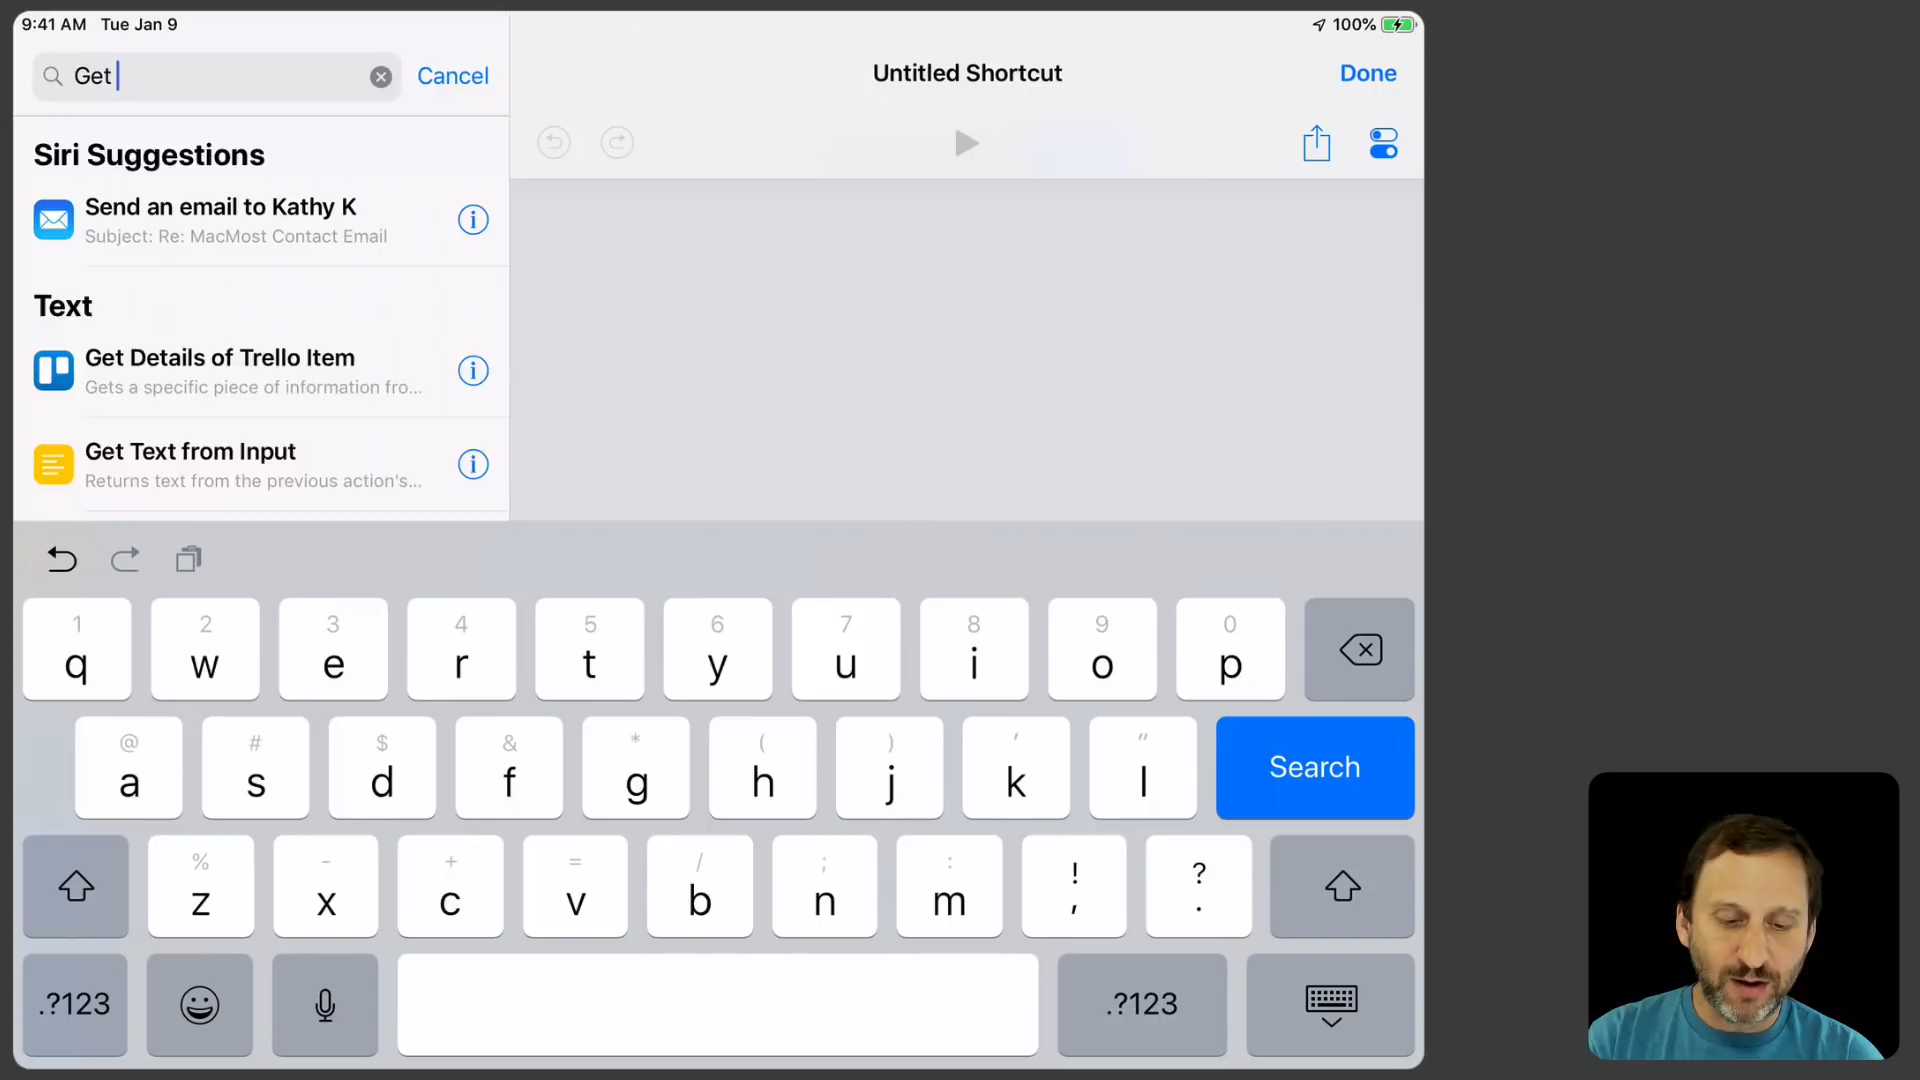 9:41 AM Tue Jan 9
100%
Get
Cancel
Untitled Shortcut
Done
Siri Suggestions
Send an email to Kathy K
Subject: Re: MacMost Contact Email
Text
Get Details of Trello Item
Gets a specific piece of information fro...
Get Text from Input
Returns text from the previous action's...
1 2 3 4 5 6 7 8 9 0
q w e r t y u i o p
@ # $ & * ( ) ' "
a s d f g h j k l
Search
% - + = / ; : ! ?
z x c v b n m , .
.?123
.?123